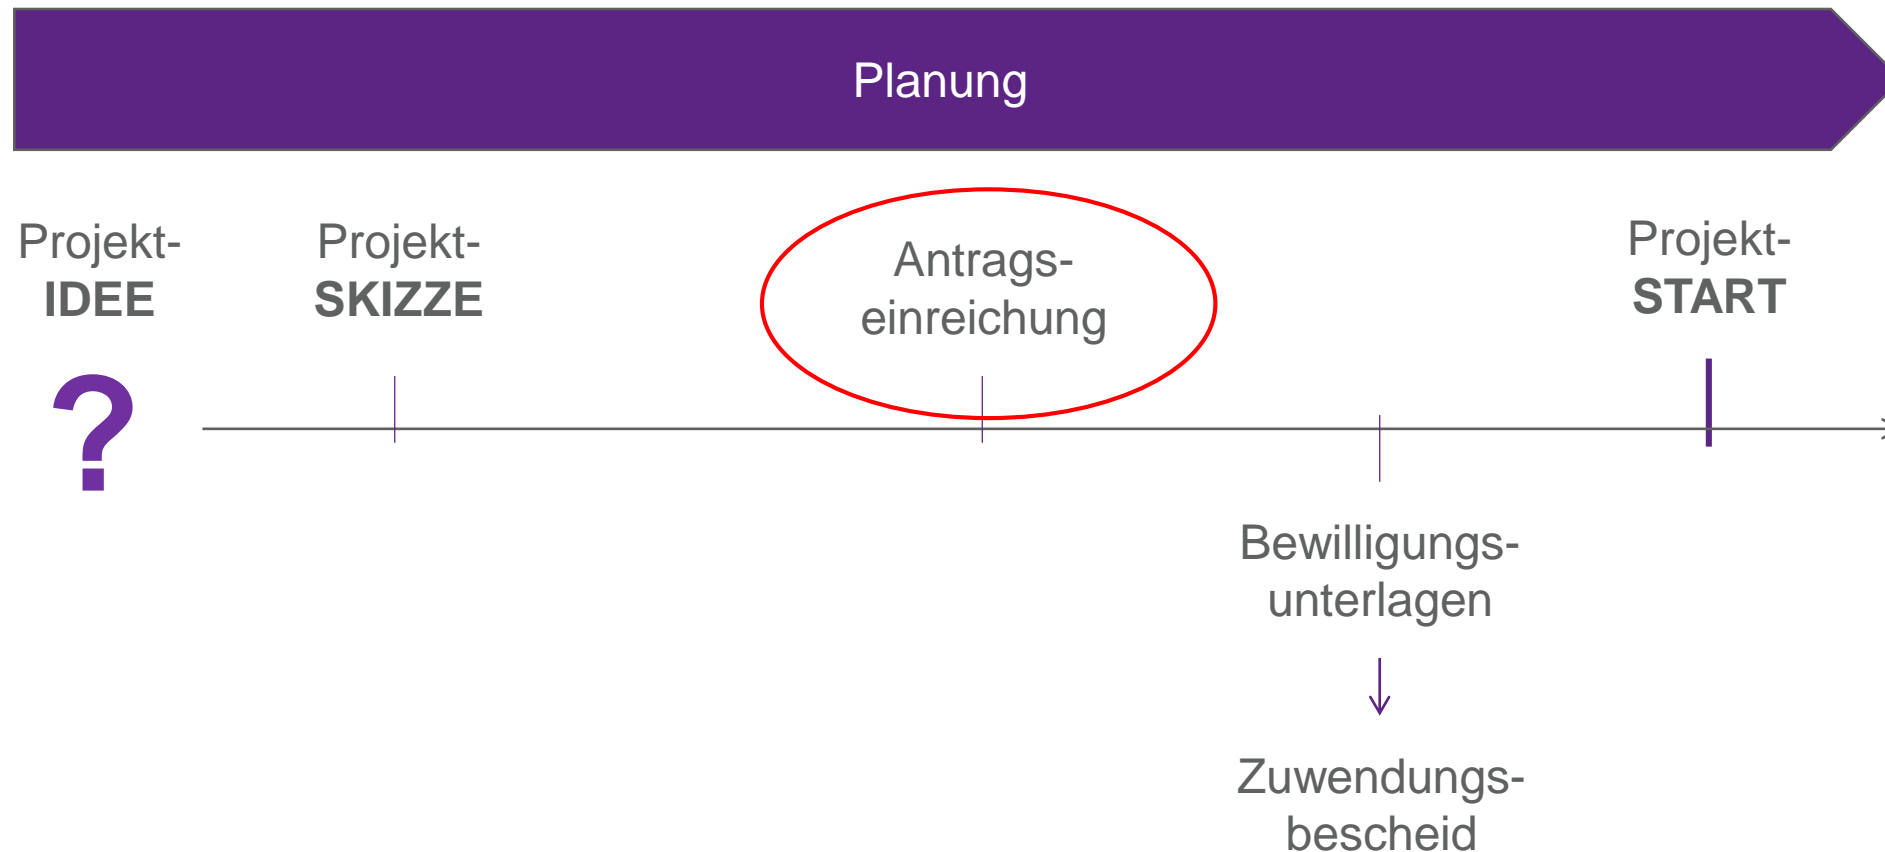 Planung
Projekt-
IDEE
Projekt-
SKIZZE
Antrags-
einreichung
Projekt-
START
?
Bewilligungs-
unterlagen
Zuwendungs-
bescheid